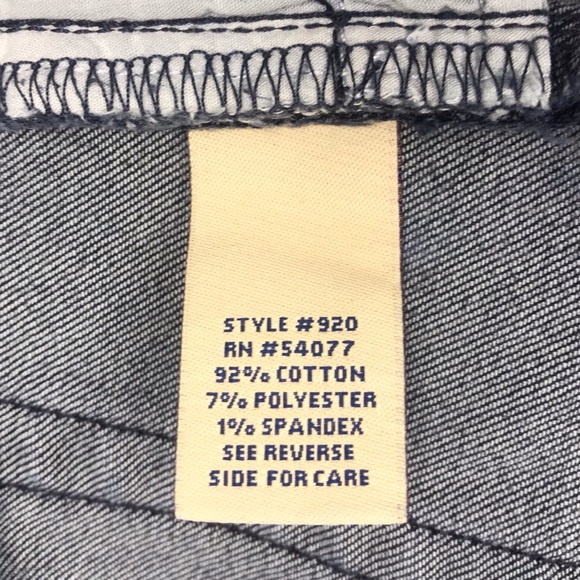 STYLE #920
RN #54077
92% COTTON
7% POLYESTER
1% SPANDEX
SEE REVERSE
SIDE FOR CARE